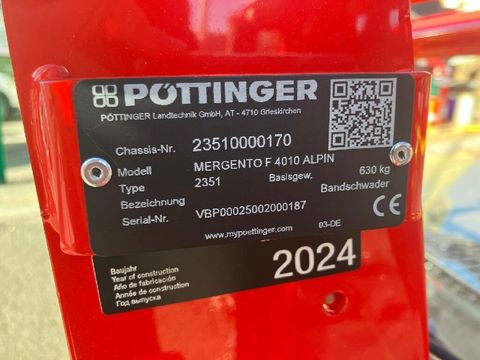 PÖTTINGER
PÖTTINGER Landtechnik GmbH, AT - 4710 Grieskirchen
Chassis-Nr. 23510000170
Modell MERGENTO F 4010 ALPIN
Type 2351 Basisgew. 630 kg
Bezeichnung Bandschwader
Serial-Nr. VBP00025002000187
www.mypoettinger.com 03-DE CE
Baujahr
Year of construction
Año de fabricación
Année de construction
Год выпуска
2024